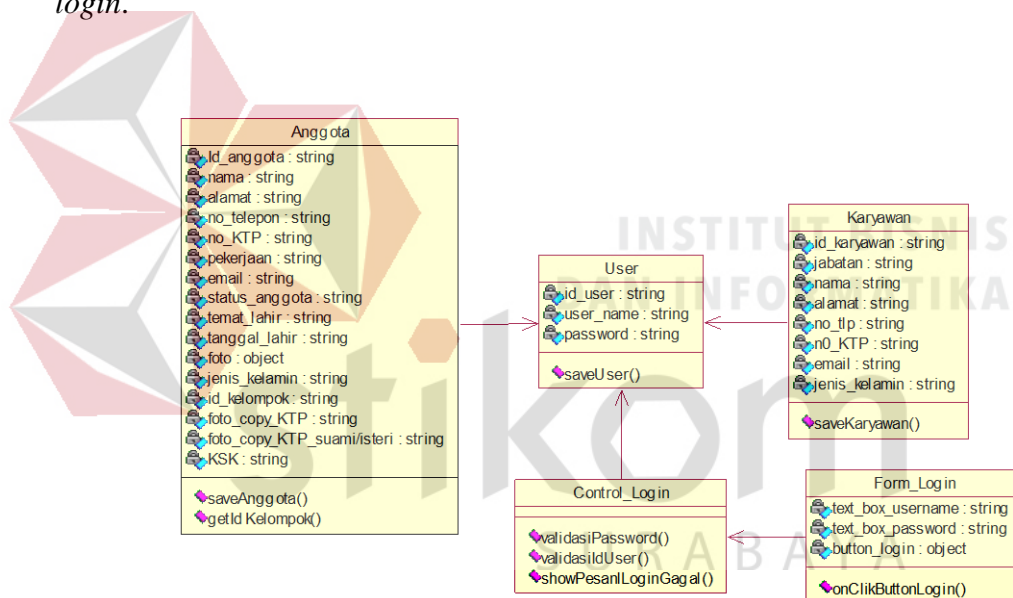 login.
Anggota
Id_anggota : string
nama : string
alamat : string
no_telepon : string
no_KTP : string
pekerjaan : string
email : string
status_anggota : string
temat_lahir : string
tanggal_lahir : string
foto : object
jenis_kelamin : string
id_kelompok : string
foto_copy_KTP : string
foto_copy_KTP_suami/isteri : string
KSK : string
saveAnggota()
getId Kelompok()
User
id_user : string
user_name : string
password : string
saveUser()
Karyawan
id_karyawan : string
jabatan : string
nama : string
alamat : string
no_tlp : string
n0_KTP : string
email : string
jenis_kelamin : string
saveKaryawan()
Control_Login
validasiPassword()
validasiIdUser()
showPesanlLoginGagal()
Form_Login
text_box_username : string
text_box_password : string
button_login : object
onClikButtonLogin()
INSTITUT BISNIS
DAN INFORMATIKA
stikom
SURABAYA